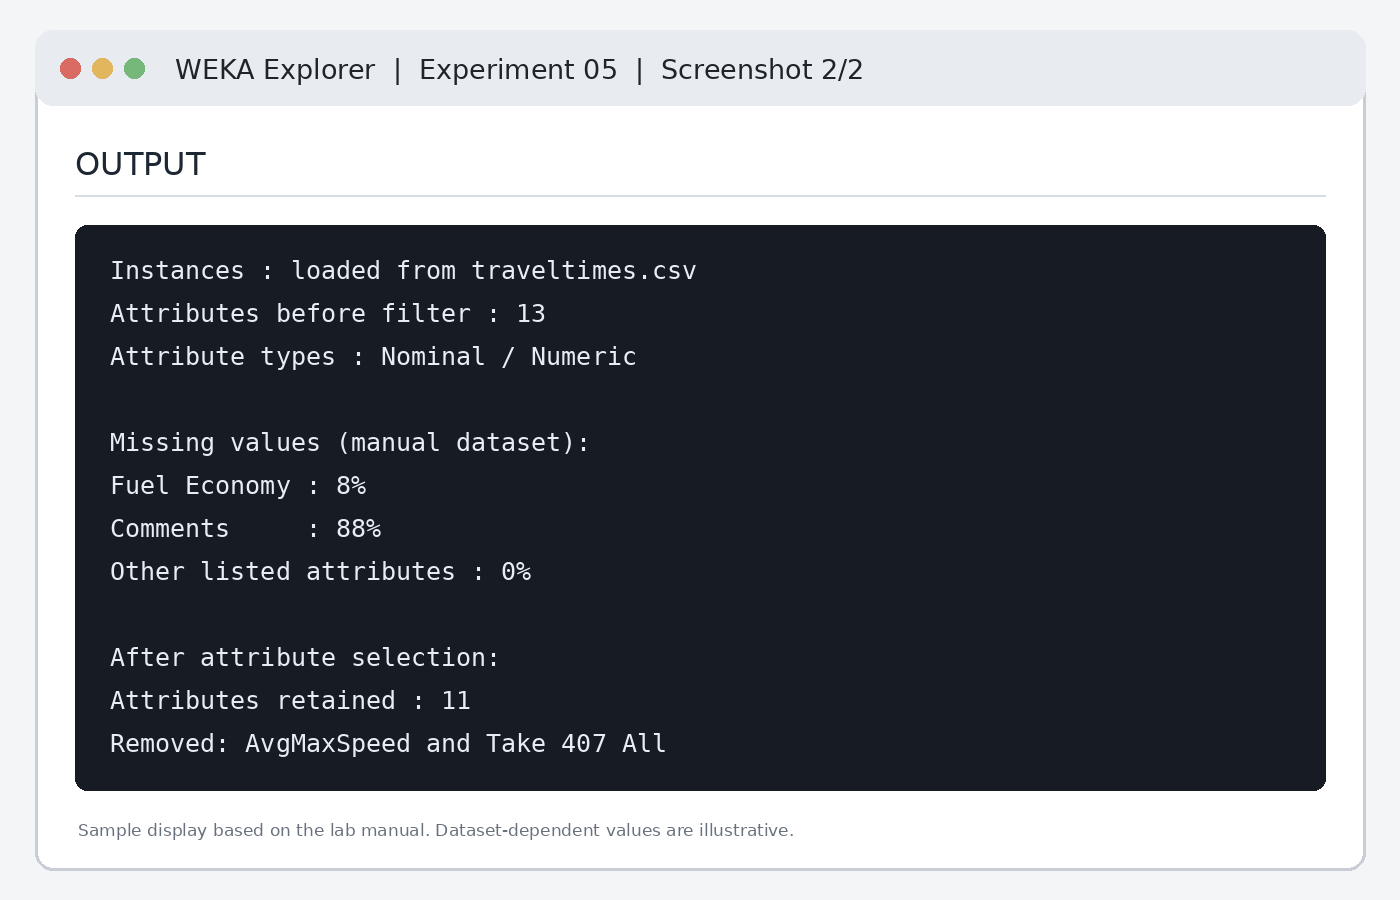 WEKA Explorer | Experiment 05 | Screenshot 2/2
OUTPUT
Instances : loaded from traveltimes.csv
Attributes before filter : 13
Attribute types : Nominal / Numeric
Missing values (manual dataset):
Fuel Economy : 8%
Comments     : 88%
Other listed attributes : 0%
After attribute selection:
Attributes retained : 11
Removed: AvgMaxSpeed and Take 407 All
Sample display based on the lab manual. Dataset-dependent values are illustrative.